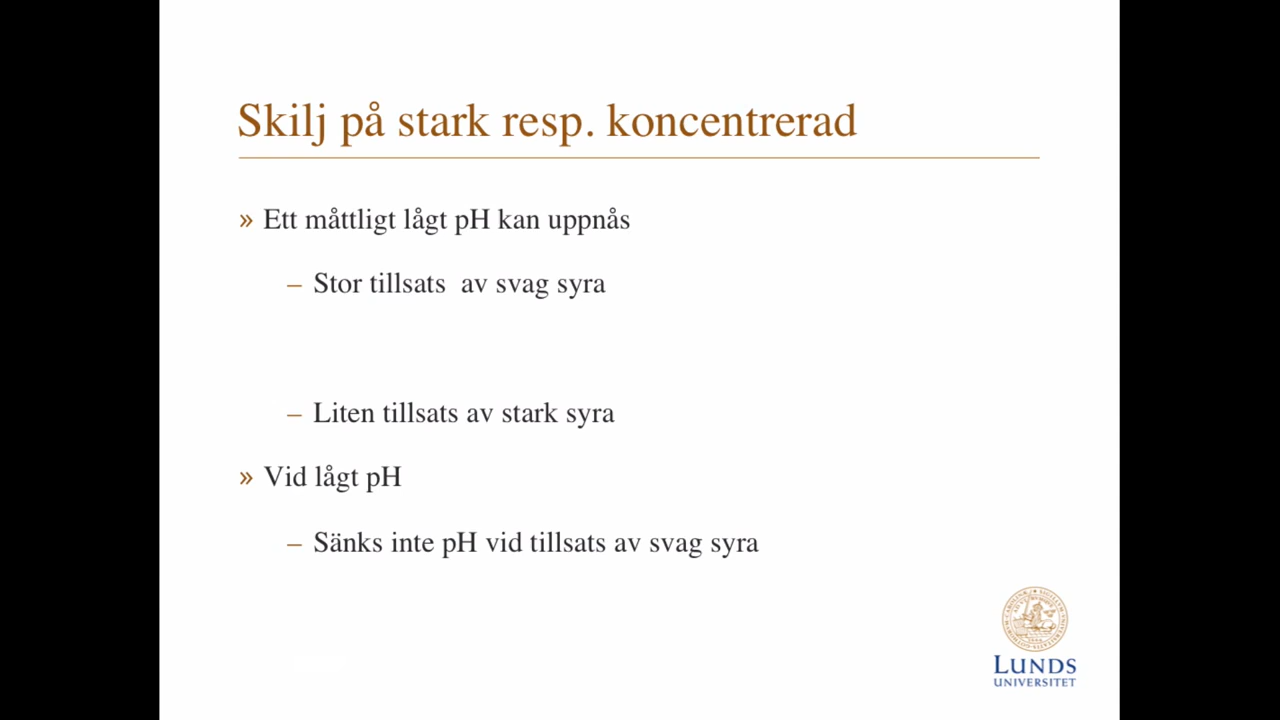 Skilj på stark resp. koncentrerad
» Ett måttligt lågt pH kan uppnås
– Stor tillsats av svag syra
– Liten tillsats av stark syra
» Vid lågt pH
– Sänks inte pH vid tillsats av svag syra
LUNDS
UNIVERSITET